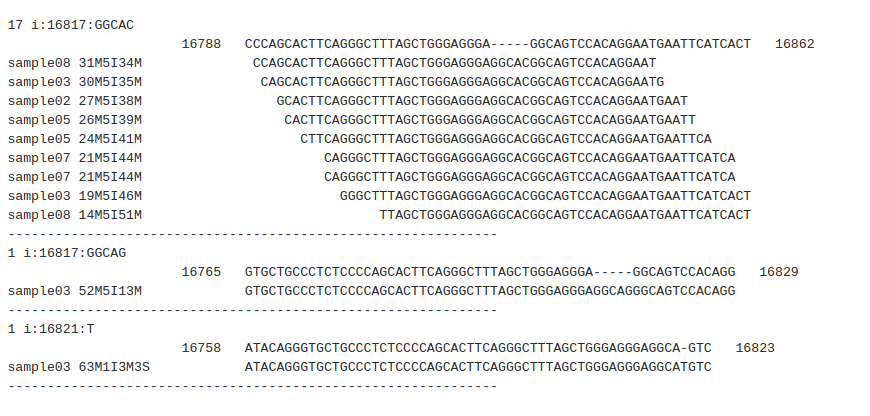 17 i:16817:GGCAC
16788 CCCAGCACTTCAGGGCTTTAGCTGGGAGGGA-----GGCAGTCCACAGGAATGAATTCATCACT 16862
sample08 31M5I34M CCAGCACTTCAGGGCTTTAGCTGGGAGGGAGGCACGGCAGTCCACAGGAAT
sample03 30M5I35M CAGCACTTCAGGGCTTTAGCTGGGAGGGAGGCACGGCAGTCCACAGGAATG
sample02 27M5I38M GCACTTCAGGGCTTTAGCTGGGAGGGAGGCACGGCAGTCCACAGGAATGAAT
sample05 26M5I39M CACTTCAGGGCTTTAGCTGGGAGGGAGGCACGGCAGTCCACAGGAATGAATT
sample05 24M5I41M CTTCAGGGCTTTAGCTGGGAGGGAGGCACGGCAGTCCACAGGAATGAATTCA
sample07 21M5I44M CAGGGCTTTAGCTGGGAGGGAGGCACGGCAGTCCACAGGAATGAATTCATCA
sample07 21M5I44M CAGGGCTTTAGCTGGGAGGGAGGCACGGCAGTCCACAGGAATGAATTCATCA
sample03 19M5I46M GGGCTTTAGCTGGGAGGGAGGCACGGCAGTCCACAGGAATGAATTCATCACT
sample08 14M5I51M TTAGCTGGGAGGGAGGCACGGCAGTCCACAGGAATGAATTCATCACT
---------------------------------------------------------------
1 i:16817:GGCAG
16765 GTGCTGCCCTCTCCCCAGCACTTCAGGGCTTTAGCTGGGAGGGA-----GGCAGTCCACAGG 16829
sample03 52M5I13M GTGCTGCCCTCTCCCCAGCACTTCAGGGCTTTAGCTGGGAGGGAGGCAGGGCAGTCCACAGG
---------------------------------------------------------------
1 i:16821:T
16758 ATACAGGGTGCTGCCCTCTCCCCAGCACTTCAGGGCTTTAGCTGGGAGGGAGGCA-GTC 16823
sample03 63M1I3M3S ATACAGGGTGCTGCCCTCTCCCCAGCACTTCAGGGCTTTAGCTGGGAGGGAGGCATGTC
---------------------------------------------------------------